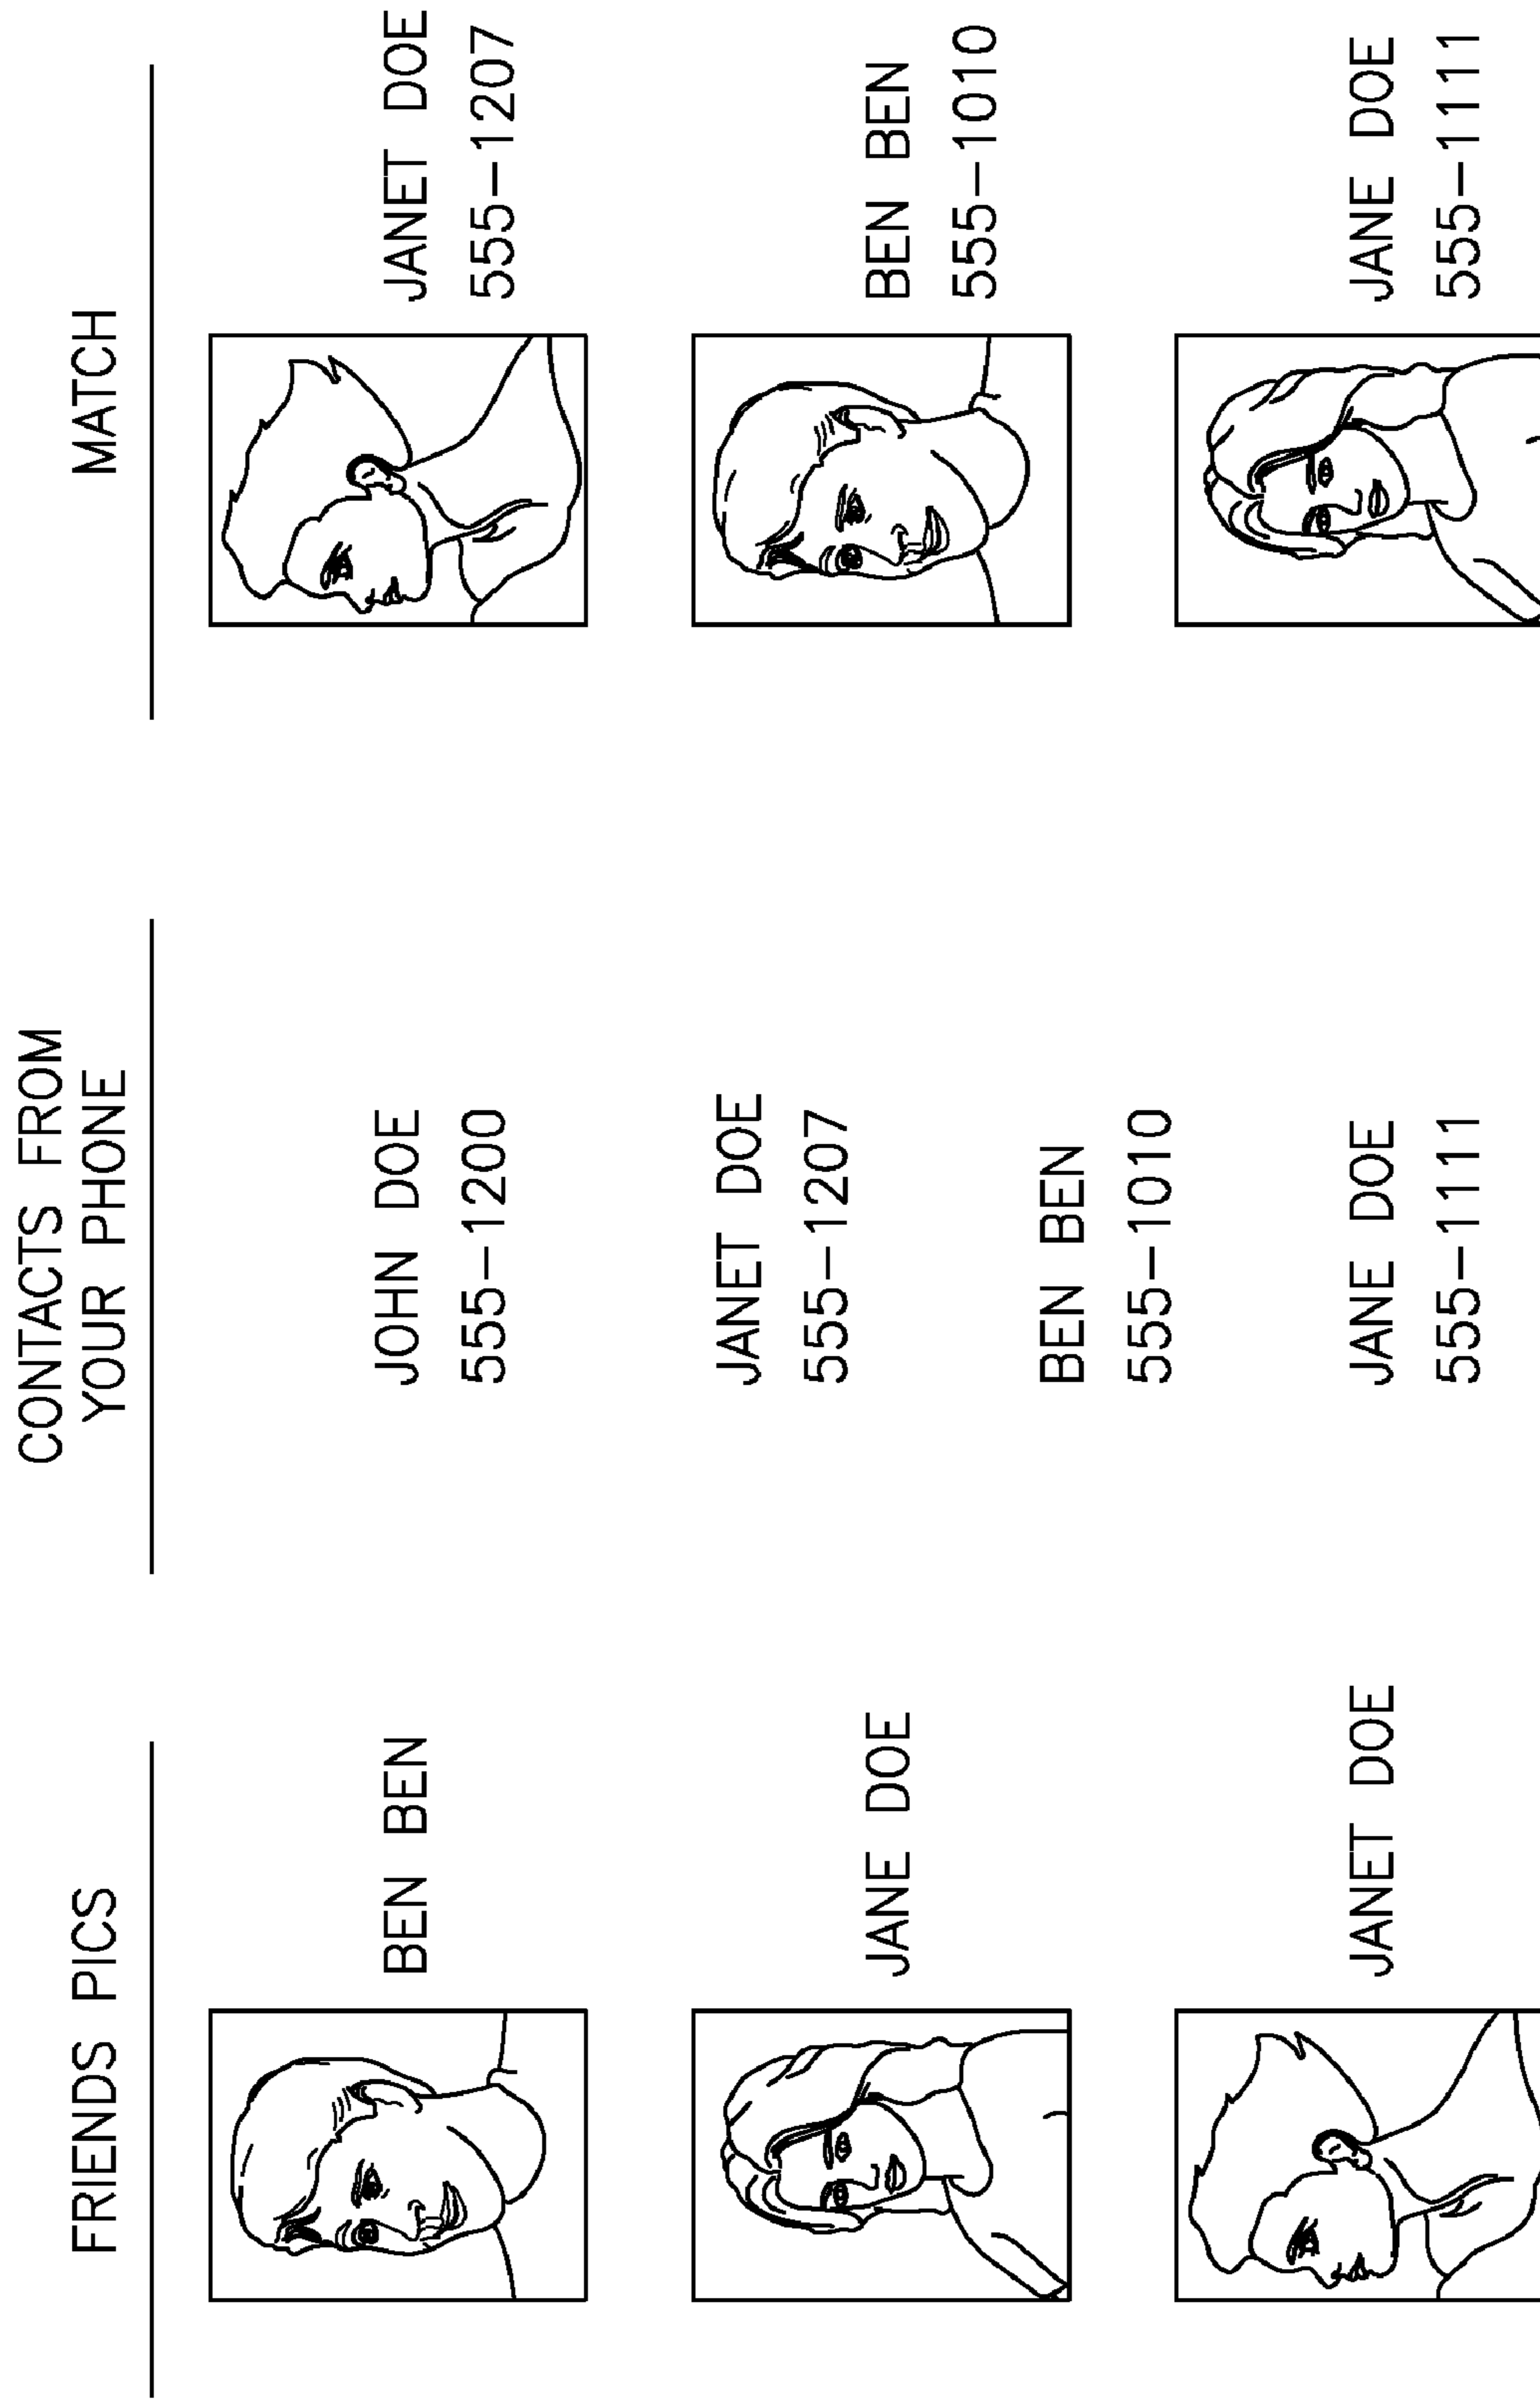 FRIENDS PICS
BEN BEN
JANE DOE
JANET DOE
CONTACTS FROM
YOUR PHONE
JOHN DOE
555-1200
JANET DOE
555-1207
BEN BEN
555-1010
JANE DOE
555-1111
MATCH
JANET DOE
555-1207
BEN BEN
555-1010
JANE DOE
555-1111